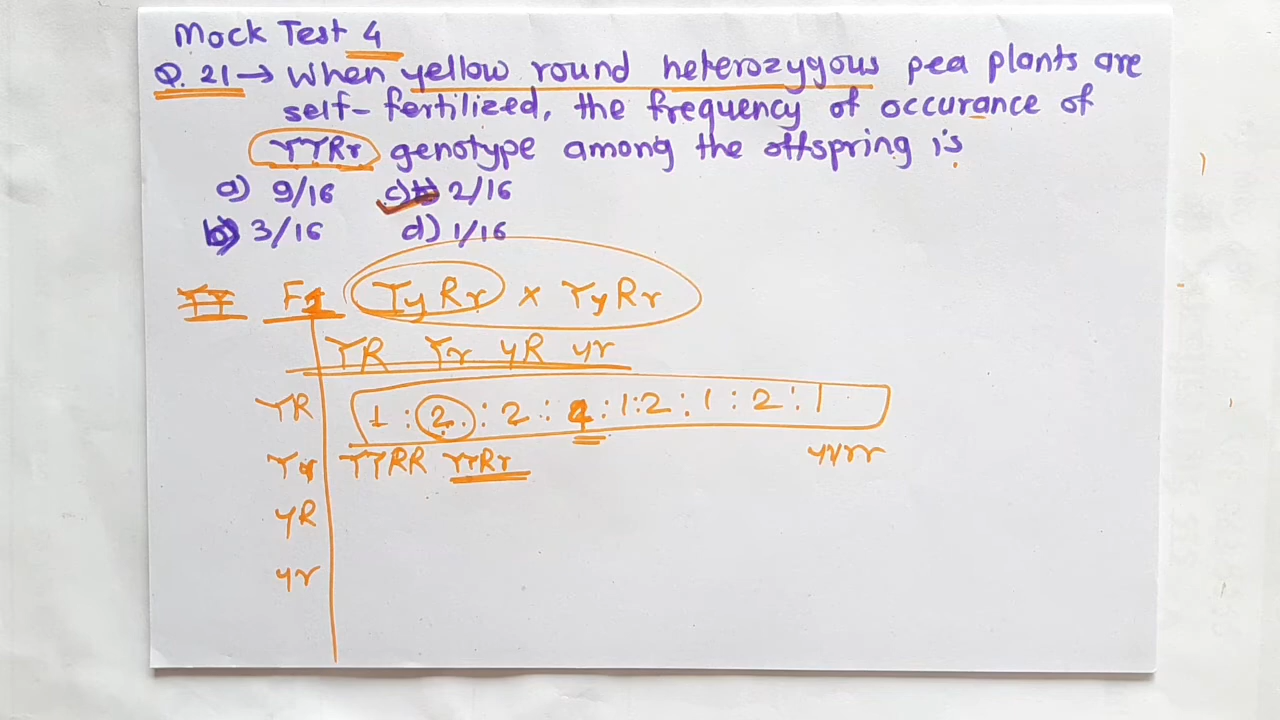 Mock Test 4
Q. 21 → When yellow round heterozygous pea plants are
self-fertilized, the frequency of occurance of
YYRr genotype among the offspring is
a) 9/16 c) 2/16
b) 3/16 d) 1/16
F1 YyRr x YyRr
YR Yr yR yr
YR 1 : 2 : 2 : 4 : 1 : 2 : 1 : 2 : 1
Yr YYRR YYRr yyrr
yR
yr